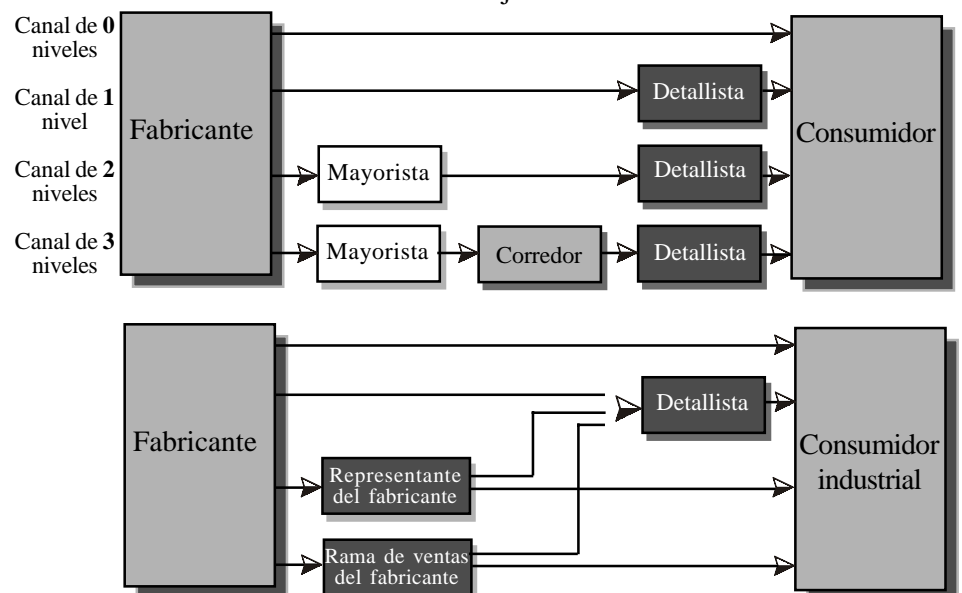 Canal de 0
niveles
Canal de 1
nivel
Canal de 2
niveles
Canal de 3
niveles
Fabricante
Detallista
Consumidor
Mayorista
Detallista
Mayorista
Corredor
Detallista
Fabricante
Detallista
Consumidor
industrial
Representante
del fabricante
Rama de ventas
del fabricante